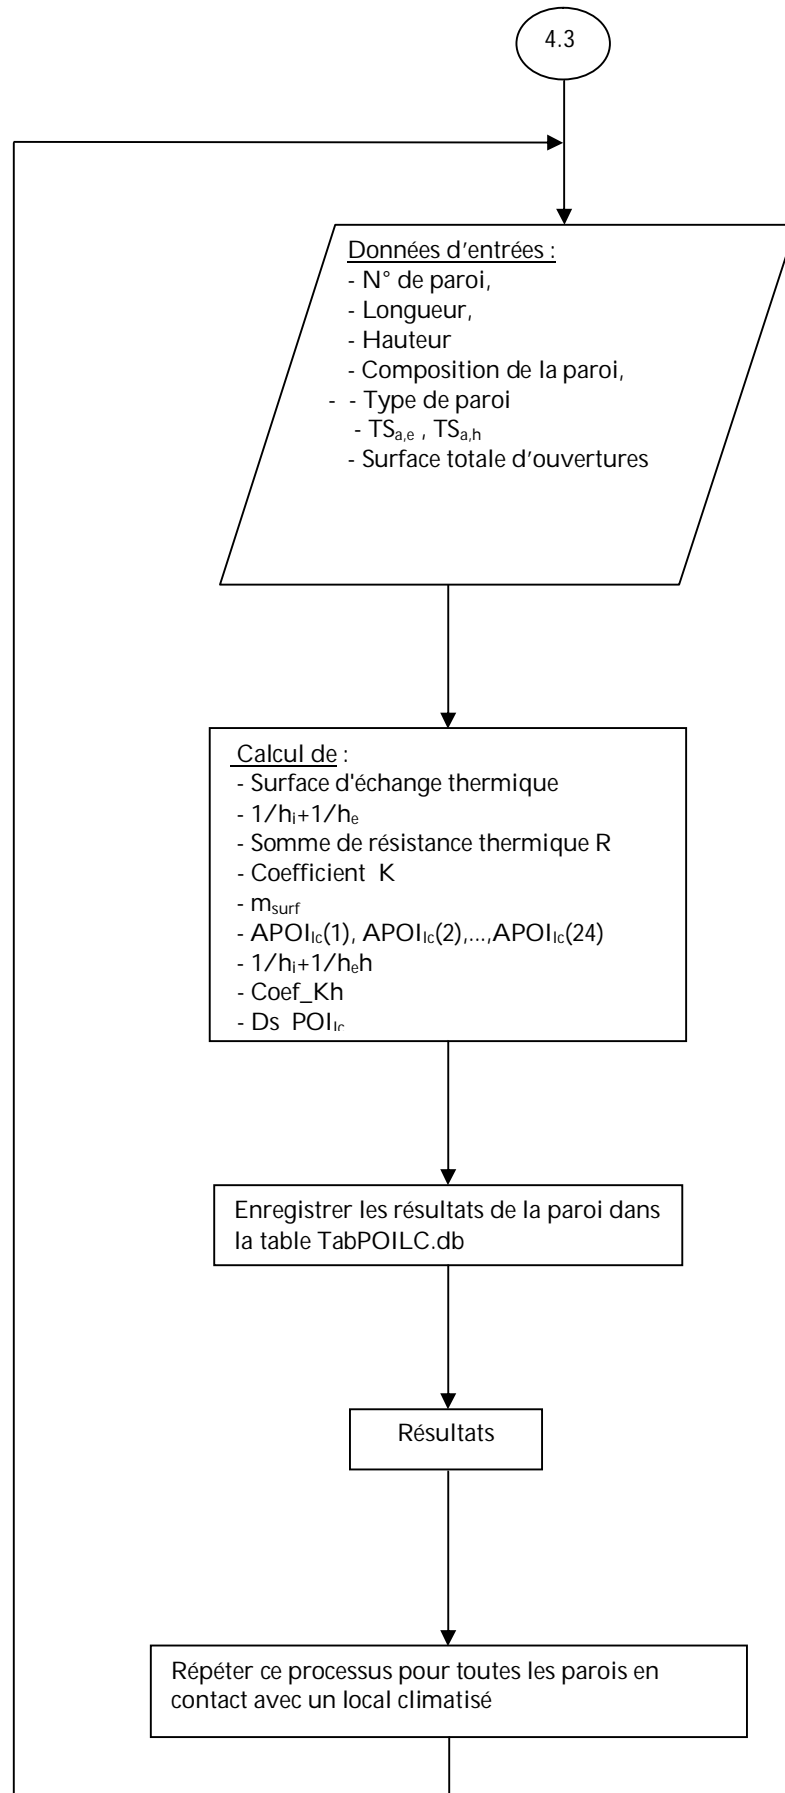 4.3
Données d'entrées :
- N° de paroi,
- Longueur,
- Hauteur
- Composition de la paroi,
- - Type de paroi
- TSa,e , TSa,h
- Surface totale d'ouvertures
Calcul de :
- Surface d'échange thermique
- 1/hi+1/he
- Somme de résistance thermique R
- Coefficient K
- msurf
- APOIlc(1), APOIlc(2),...,APOIlc(24)
- 1/hi+1/heh
- Coef_Kh
- Ds POIlc
Enregistrer les résultats de la paroi dans
la table TabPOILC.db
Résultats
Répéter ce processus pour toutes les parois en
contact avec un local climatisé